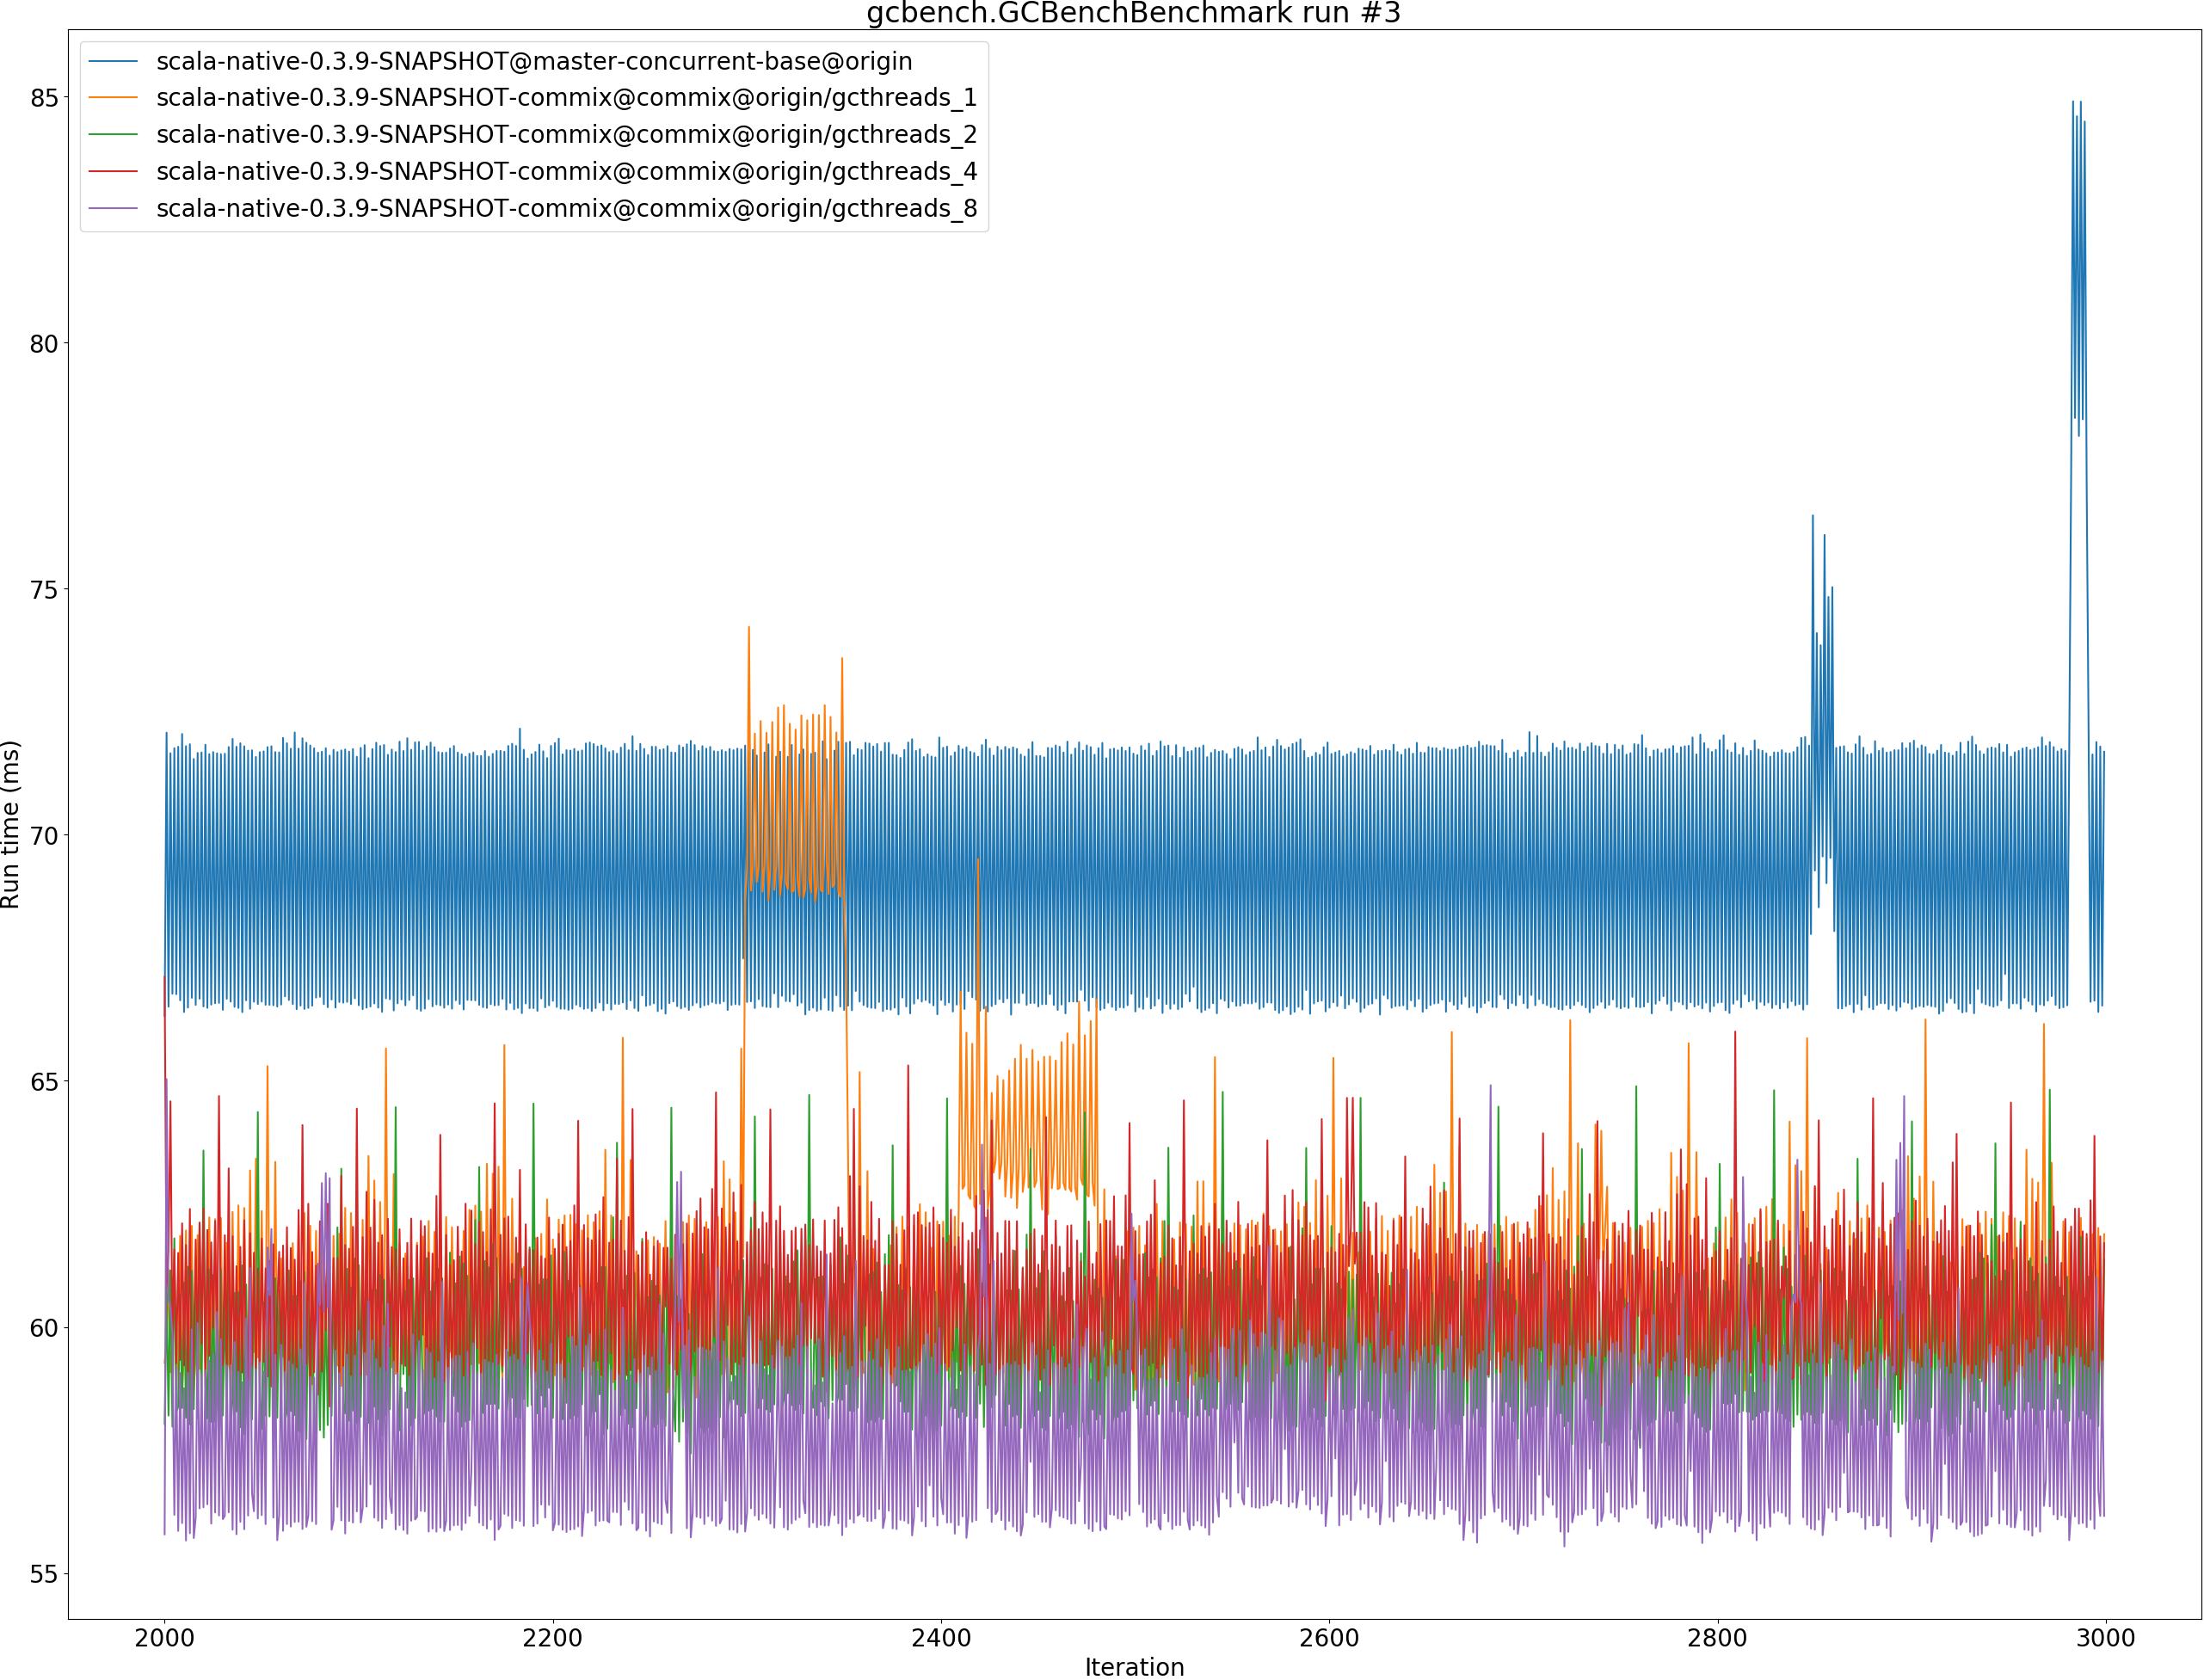 gcbench.GCBenchBenchmark run #3
scala-native-0.3.9-SNAPSHOT@master-concurrent-base@origin
scala-native-0.3.9-SNAPSHOT-commix@commix@origin/gcthreads_1
scala-native-0.3.9-SNAPSHOT-commix@commix@origin/gcthreads_2
scala-native-0.3.9-SNAPSHOT-commix@commix@origin/gcthreads_4
scala-native-0.3.9-SNAPSHOT-commix@commix@origin/gcthreads_8
85
80
75
70
65
60
55
Run time (ms)
2000
2200
2400
2600
2800
3000
Iteration